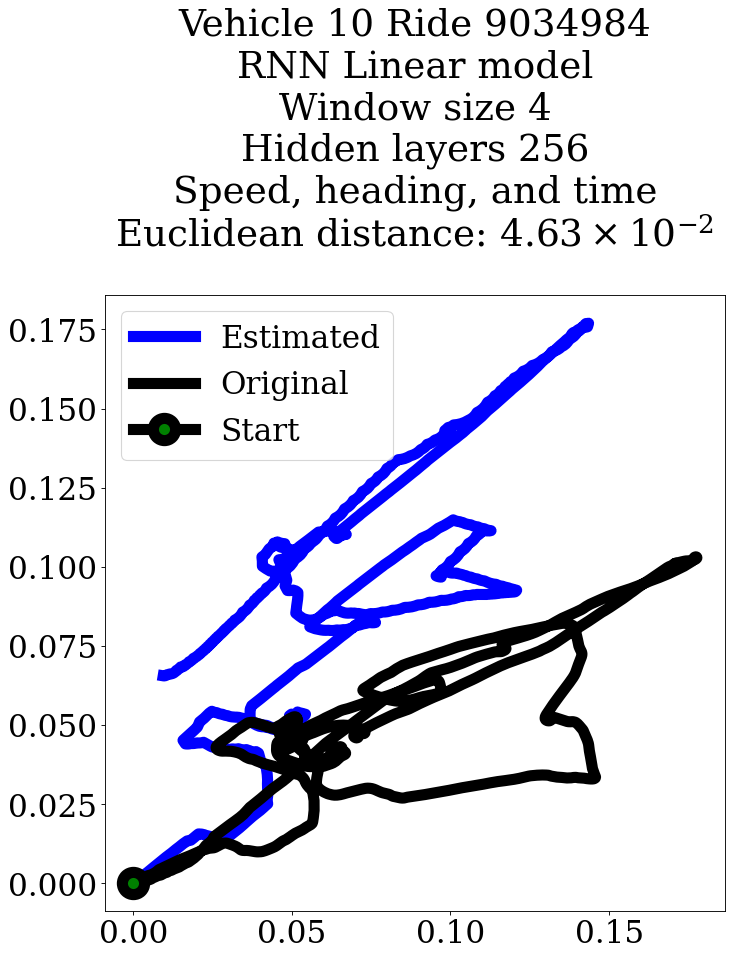 Vehicle 10 Ride 9034984
RNN Linear model
Window size 4
Hidden layers 256
Speed, heading, and time
Euclidean distance: 4.63 × 10⁻²
Estimated
Original
Start
0.175
0.150
0.125
0.100
0.075
0.050
0.025
0.000
0.00 0.05 0.10 0.15